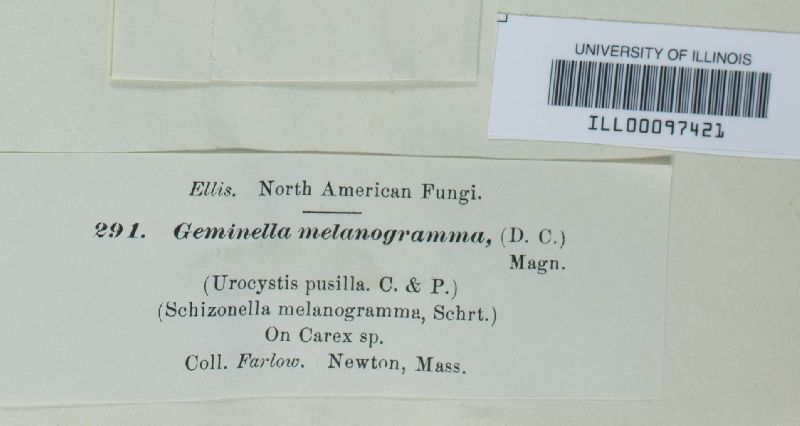 UNIVERSITY OF ILLINOIS
ILL00097421
Ellis. North American Fungi.
291. Geminella melanogramma, (D. C.)
Magn.
(Urocystis pusilla. C. & P.)
(Schizonella melanogramma, Schrt.)
On Carex sp.
Coll. Farlow. Newton, Mass.